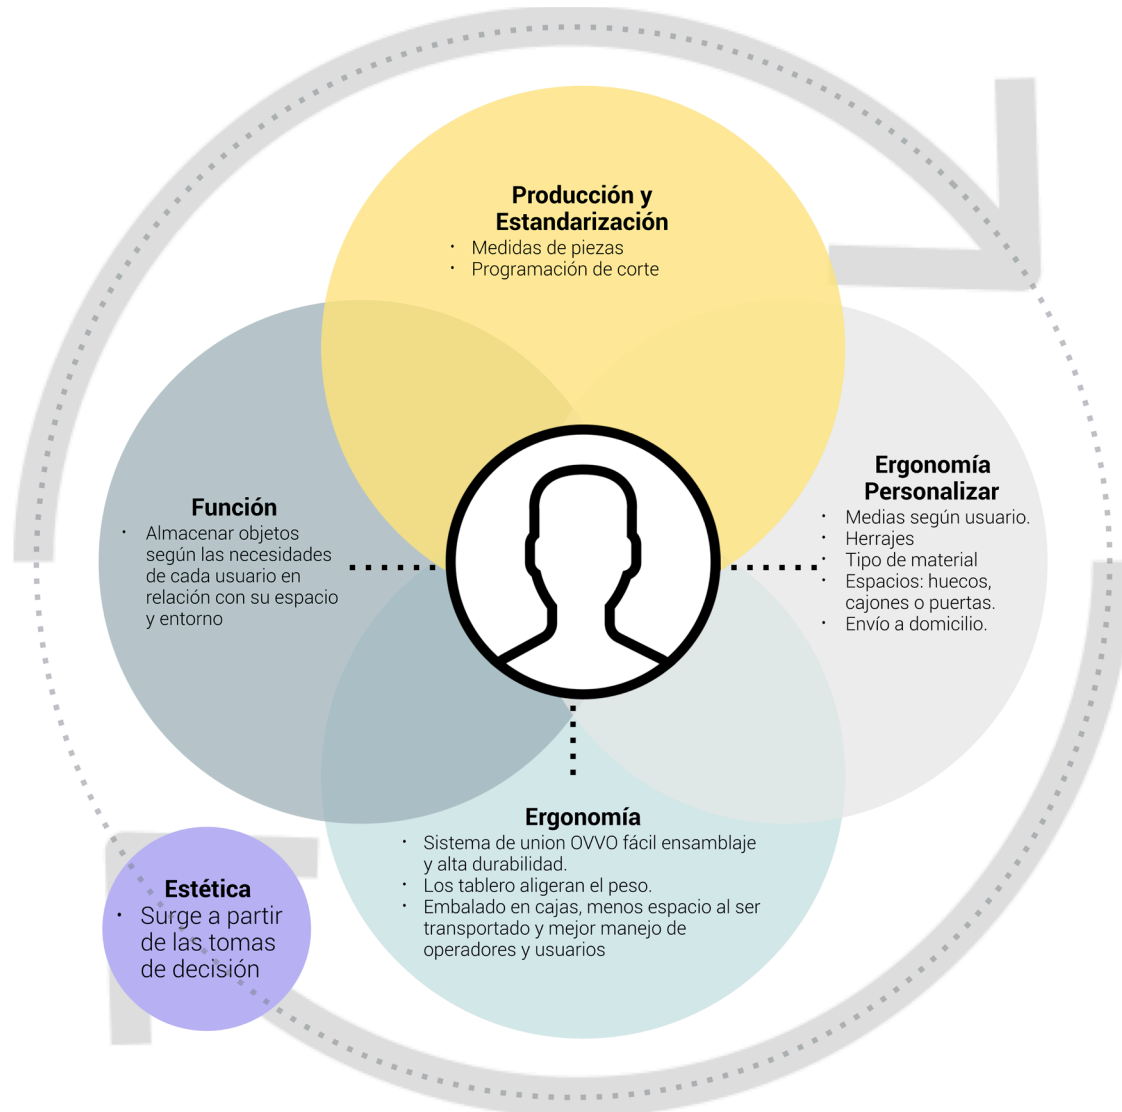 Producción y
Estandarización
· Medidas de piezas
· Programación de corte
Función
· Almacenar objetos
según las necesidades
de cada usuario en
relación con su espacio
y entorno
Ergonomía
Personalizar
· Medias según usuario.
· Herrajes
· Tipo de material
· Espacios: huecos,
cajones o puertas.
· Envío a domicilio.
Ergonomía
· Sistema de union OVVO fácil ensamblaje
y alta durabilidad.
· Los tablero aligeran el peso.
· Embalado en cajas, menos espacio al ser
transportado y mejor manejo de
operadores y usuarios
Estética
· Surge a partir
de las tomas
de decisión